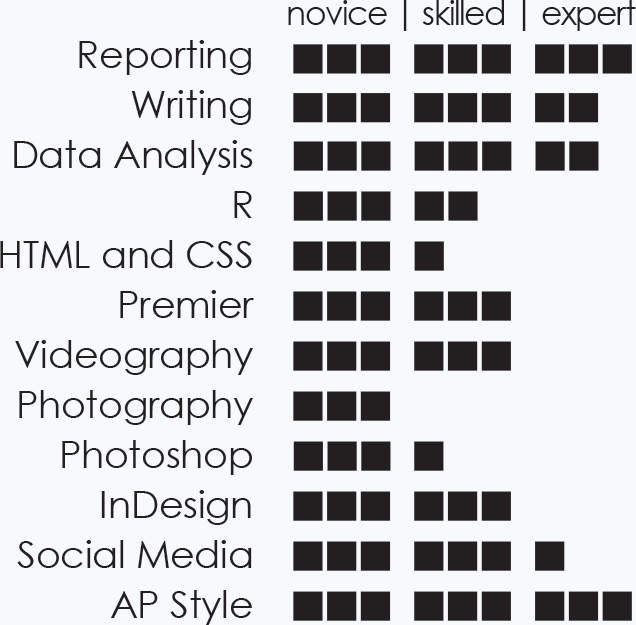 novice | skilled | expert
Reporting
Writing
Data Analysis
R
HTML and CSS
Premier
Videography
Photography
Photoshop
InDesign
Social Media
AP Style